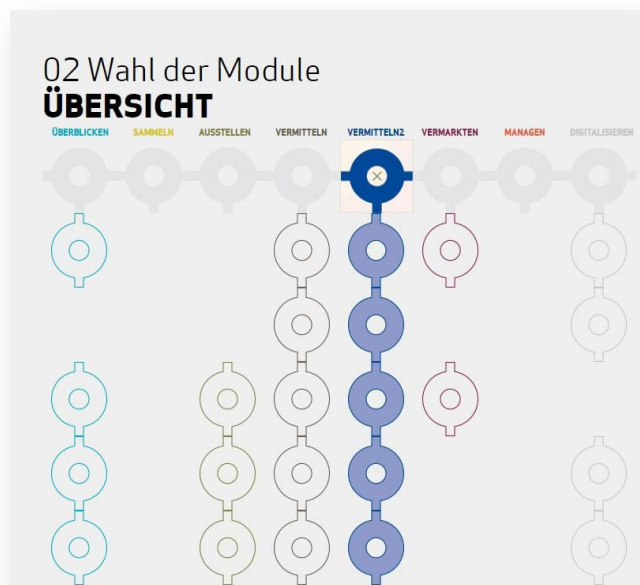 02 Wahl der Module
ÜBERSICHT
ÜBERBLICKEN SAMMELN AUSSTELLEN VERMITTELN VERMITTELN2 VERMARKTEN MANAGEN DIGITALISIEREN